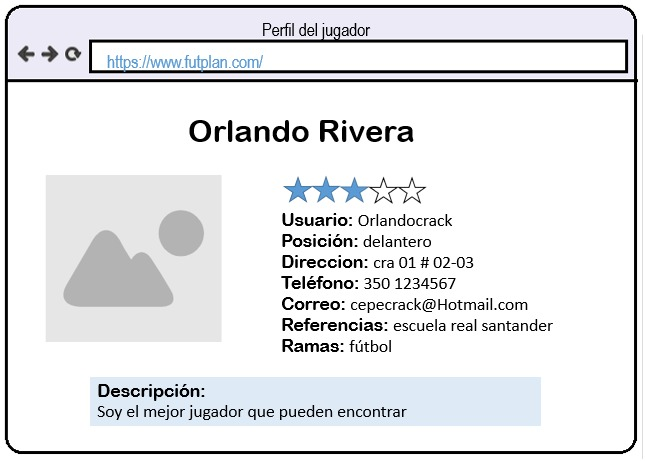 Perfil del jugador
https://www.futplan.com/
Orlando Rivera
Usuario: Orlandocrack
Posición: delantero
Direccion: cra 01 # 02-03
Teléfono: 350 1234567
Correo: cepecrack@Hotmail.com
Referencias: escuela real santander
Ramas: fútbol
Descripción:
Soy el mejor jugador que pueden encontrar